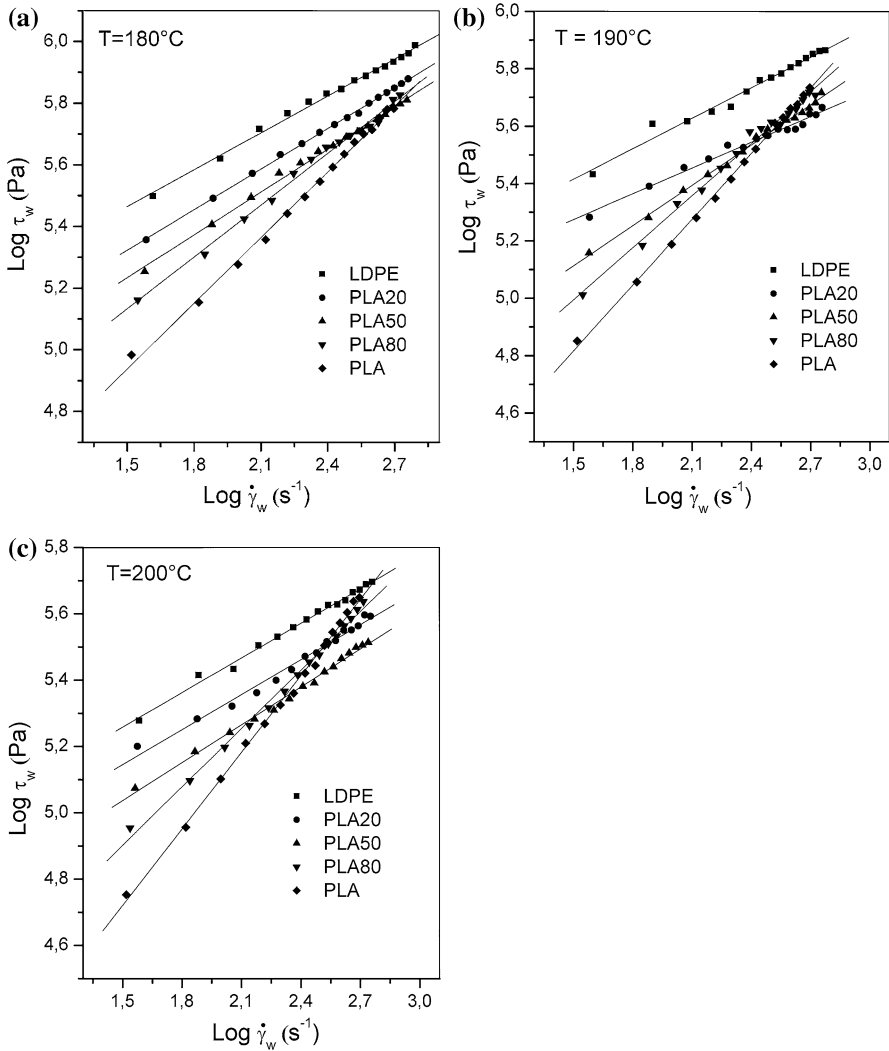 (a)
T=180°C
6,0
5,8
5,6
5,4
5,2
5,0
4,8
Log τw (Pa)
LDPE
PLA20
PLA50
PLA80
PLA
1,5 1,8 2,1 2,4 2,7
Log γ̇w (s-1)
(b)
T = 190°C
6,0
5,8
5,6
5,4
5,2
5,0
4,8
4,6
Log τw (Pa)
LDPE
PLA20
PLA50
PLA80
PLA
1,5 1,8 2,1 2,4 2,7 3,0
Log γ̇w (s-1)
(c)
T=200°C
5,8
5,6
5,4
5,2
5,0
4,8
4,6
Log τw (Pa)
LDPE
PLA20
PLA50
PLA80
PLA
1,5 1,8 2,1 2,4 2,7 3,0
Log γ̇w (s-1)